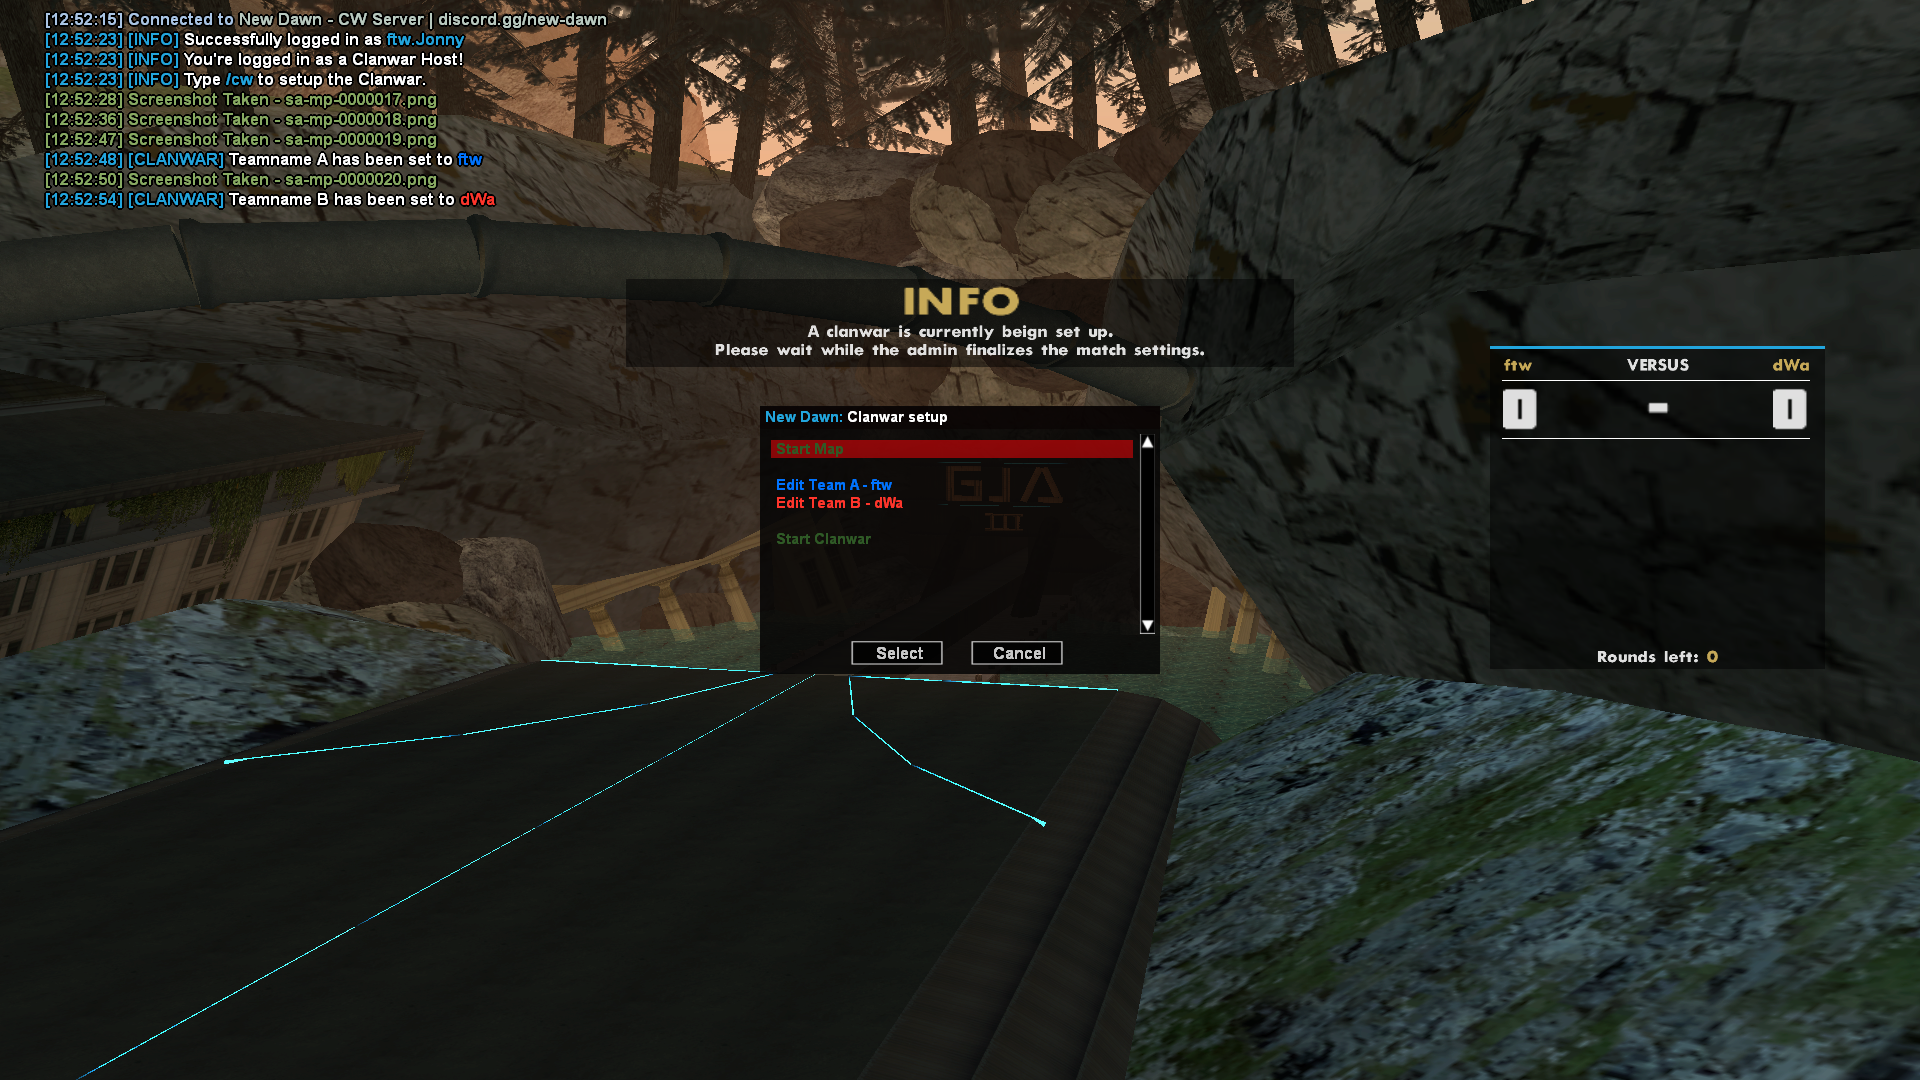 [12:52:15] Connected to New Dawn - CW Server | discord.gg/new-dawn
[12:52:23] [INFO] Successfully logged in as ftw.Jonny
[12:52:23] [INFO] You're logged in as a Clanwar Host!
[12:52:23] [INFO] Type /cw to setup the Clanwar.
[12:52:28] Screenshot Taken - sa-mp-0000017.png
[12:52:36] Screenshot Taken - sa-mp-0000018.png
[12:52:47] Screenshot Taken - sa-mp-0000019.png
[12:52:48] [CLANWAR] Teamname A has been set to ftw
[12:52:50] Screenshot Taken - sa-mp-0000020.png
[12:52:54] [CLANWAR] Teamname B has been set to dWa
INFO
A clanwar is currently beign set up.
Please wait while the admin finalizes the match settings.
ftw VERSUS dWa
I - I
Rounds left: 0
New Dawn: Clanwar setup
Start Map
Edit Team A - ftw
Edit Team B - dWa
Start Clanwar
Select Cancel
III